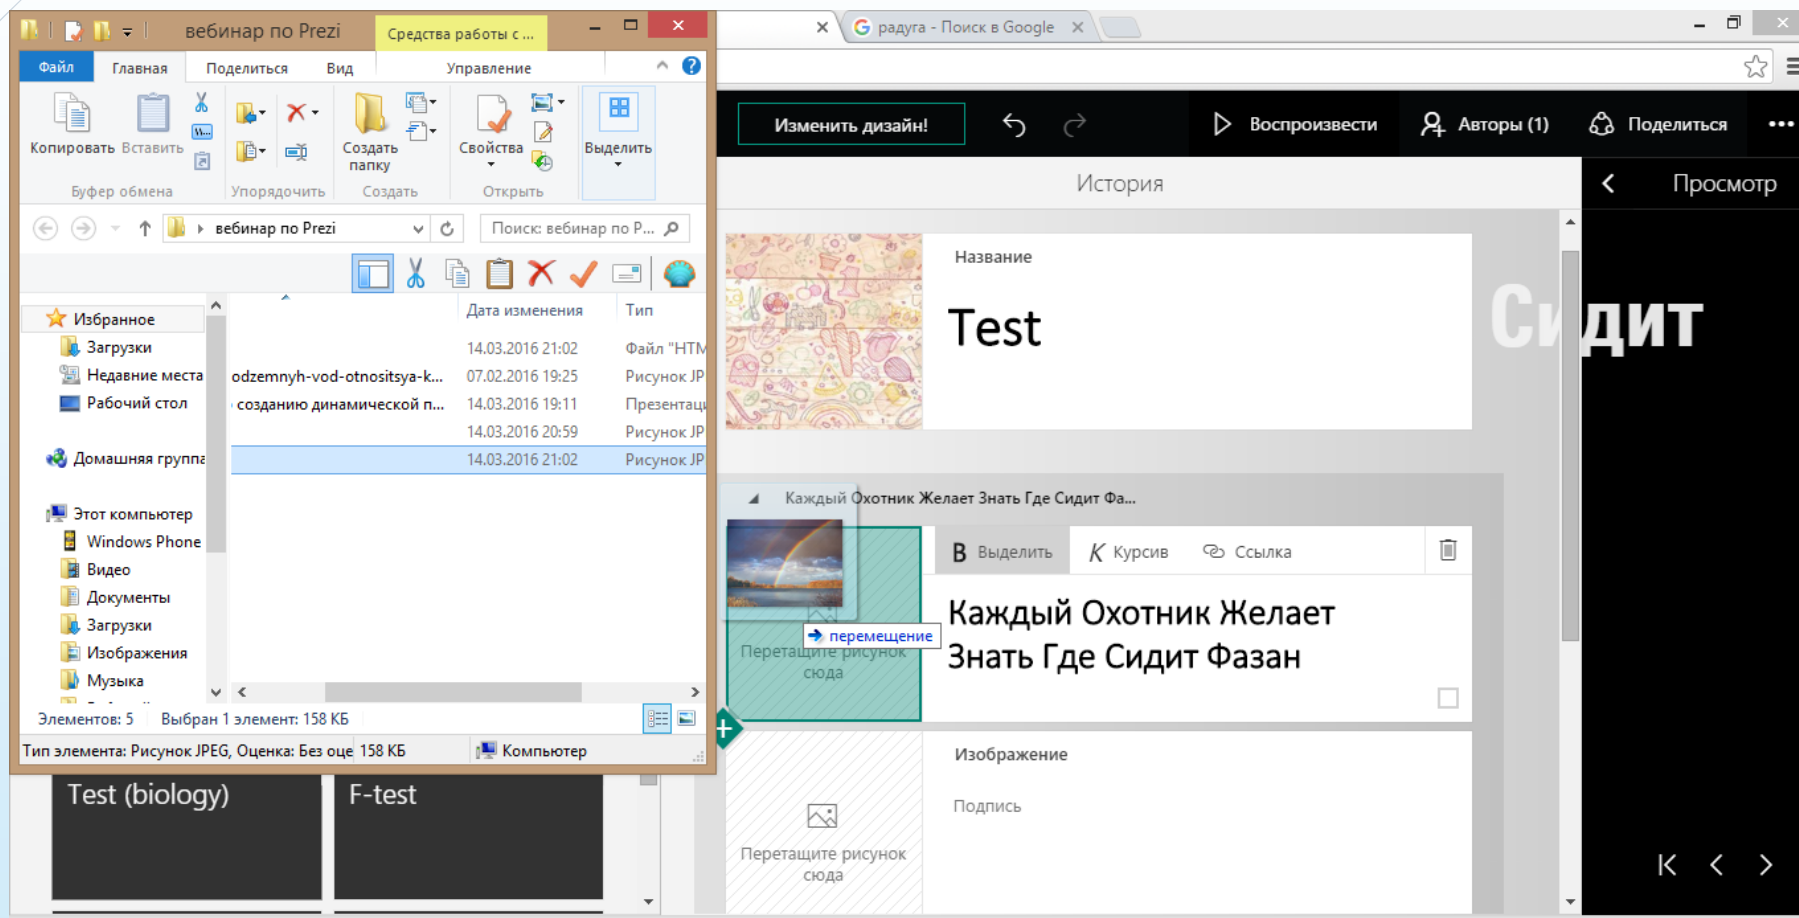 вебинар по Prezi
Средства работы с ...
Файл
Главная
Поделиться
Вид
Управление
Копировать
Вставить
Создать папку
Свойства
Выделить
Буфер обмена
Упорядочить
Создать
Открыть
вебинар по Prezi
Поиск: вебинар по P...
Дата изменения
Тип
Избранное
Загрузки
Недавние места
Рабочий стол
Домашняя группа
Этот компьютер
Windows Phone
Видео
Документы
Загрузки
Изображения
Музыка
14.03.2016 21:02 Файл "HTM
odzemnyh-vod-otnositsya-k... 07.02.2016 19:25 Рисунок JP
созданию динамической п... 14.03.2016 19:11 Презентац
14.03.2016 20:59 Рисунок JP
14.03.2016 21:02 Рисунок JP
Элементов: 5 Выбран 1 элемент: 158 КБ
Тип элемента: Рисунок JPEG, Оценка: Без оце 158 КБ
Компьютер
Test (biology)
F-test
радуга - Поиск в Google
Изменить дизайн!
Воспроизвести
Авторы (1)
Поделиться
История
Просмотр
Название
Test
Сидит
Каждый Охотник Желает Знать Где Сидит Фа...
B Выделить
К Курсив
Ссылка
Каждый Охотник Желает
Знать Где Сидит Фазан
перемещение
Перетащите рисунок
сюда
Изображение
Подпись
Перетащите рисунок
сюда